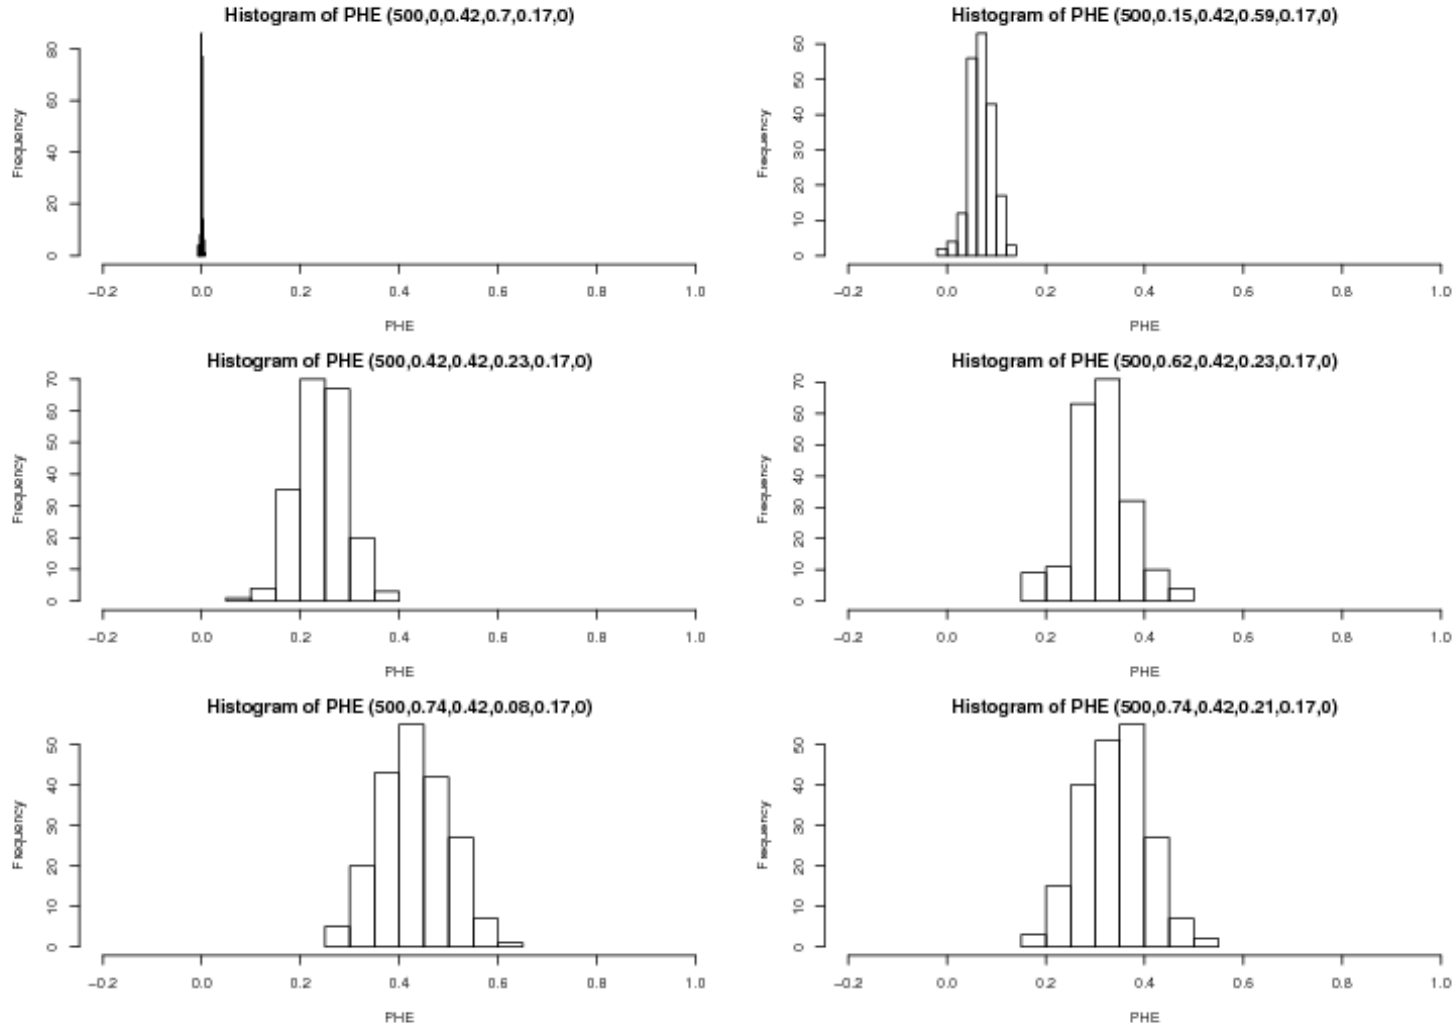 Histogram of PHE (500,0,0.42,0.7,0.17,0)
Frequency
0 20 40 60 80
−0.2 0.0 0.2 0.4 0.6 0.8 1.0
PHE
Histogram of PHE (500,0.15,0.42,0.59,0.17,0)
Frequency
0 10 20 30 40 50 60
−0.2 0.0 0.2 0.4 0.6 0.8 1.0
PHE
Histogram of PHE (500,0.42,0.42,0.23,0.17,0)
Frequency
0 10 20 30 40 50 60 70
−0.2 0.0 0.2 0.4 0.6 0.8 1.0
PHE
Histogram of PHE (500,0.62,0.42,0.23,0.17,0)
Frequency
0 10 20 30 40 50 60 70
−0.2 0.0 0.2 0.4 0.6 0.8 1.0
PHE
Histogram of PHE (500,0.74,0.42,0.08,0.17,0)
Frequency
0 10 20 30 40 50
−0.2 0.0 0.2 0.4 0.6 0.8 1.0
PHE
Histogram of PHE (500,0.74,0.42,0.21,0.17,0)
Frequency
0 10 20 30 40 50
−0.2 0.0 0.2 0.4 0.6 0.8 1.0
PHE